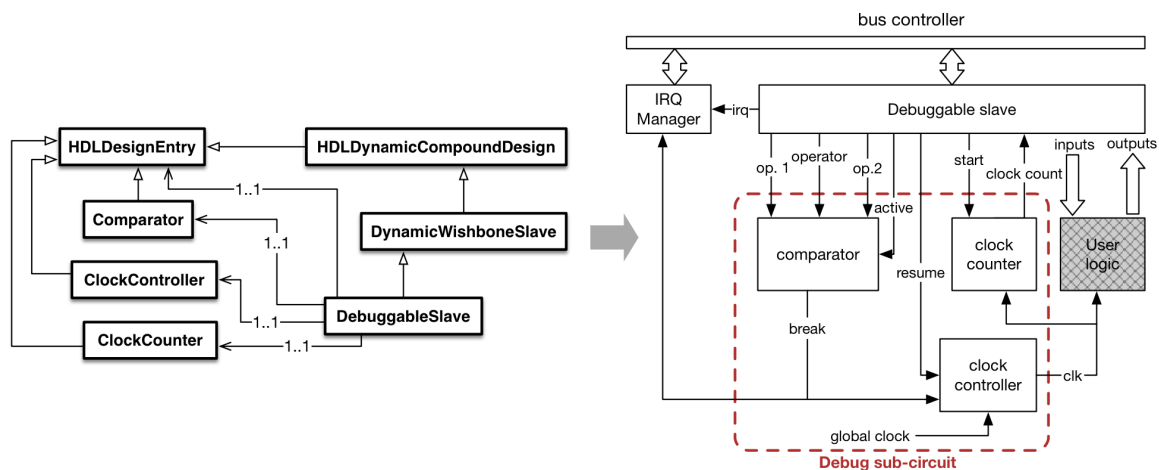 bus controller
IRQ
Manager
irq
Debuggable slave
HDLDesignEntry
HDLDynamicCompoundDesign
1..1
Comparator
1..1
DynamicWishboneSlave
ClockController
1..1
DebuggableSlave
ClockCounter
1..1
op. 1
operator
op.2
active
resume
start
clock count
inputs
outputs
comparator
clock
counter
User
logic
break
clock
controller
clk
global clock
Debug sub-circuit